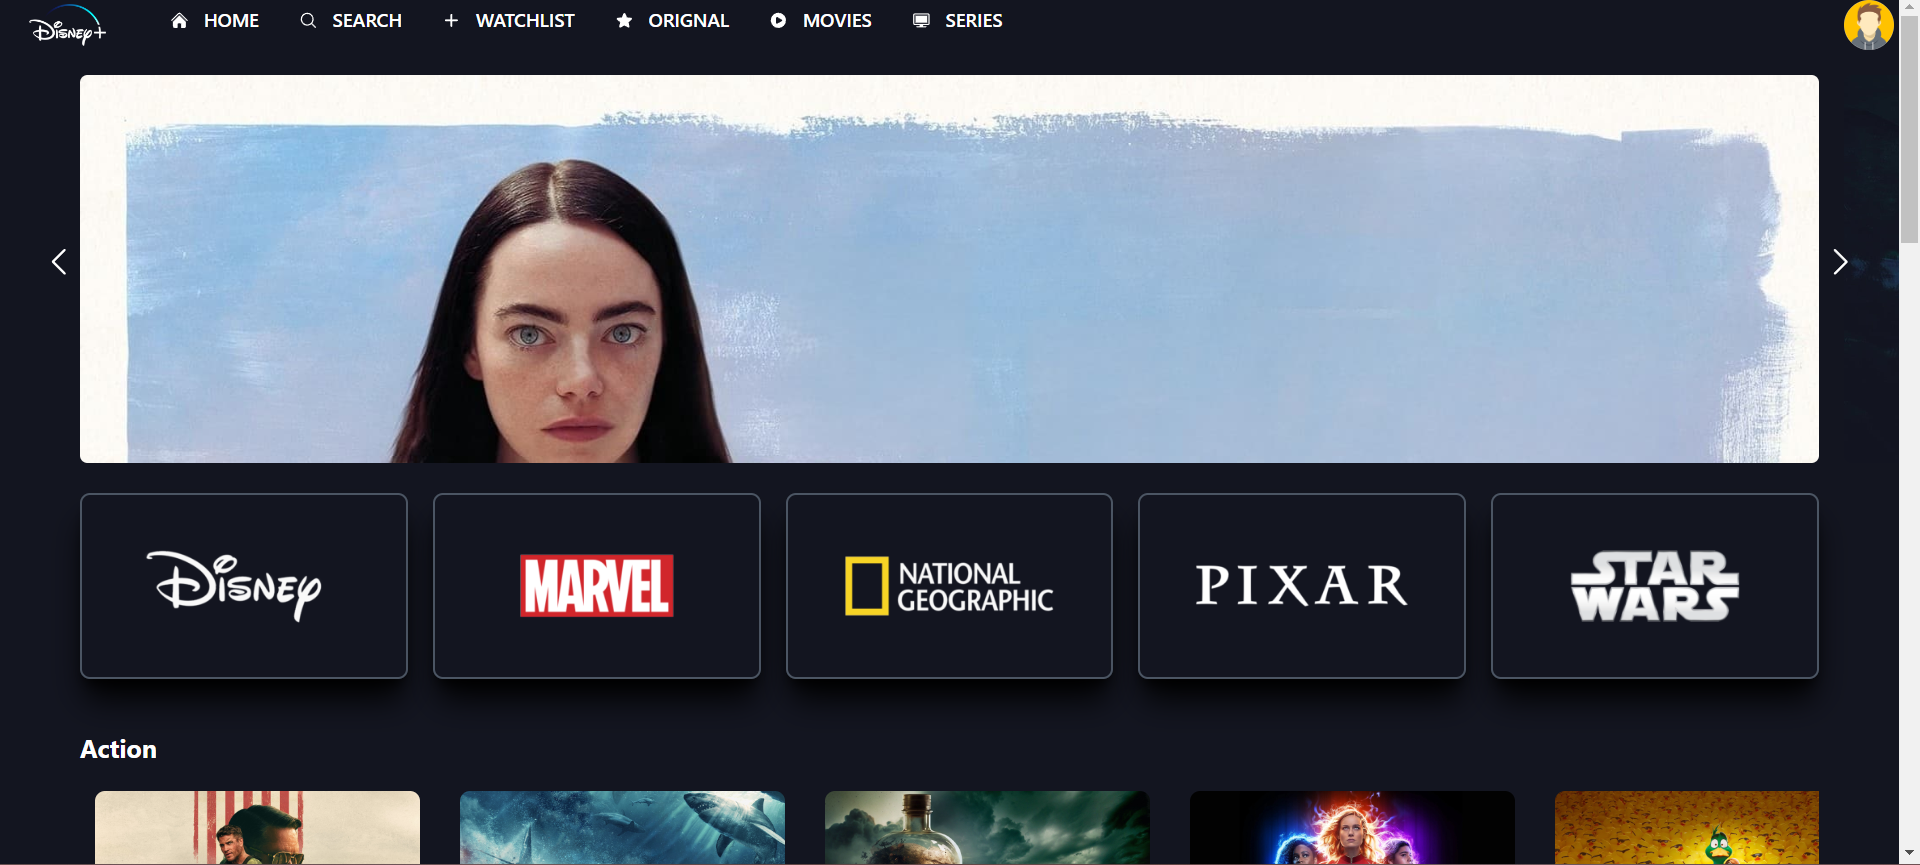 Disney+
HOME
SEARCH
WATCHLIST
ORIGNAL
MOVIES
SERIES
Disney
MARVEL
NATIONAL
GEOGRAPHIC
PIXAR
STAR
WARS
Action